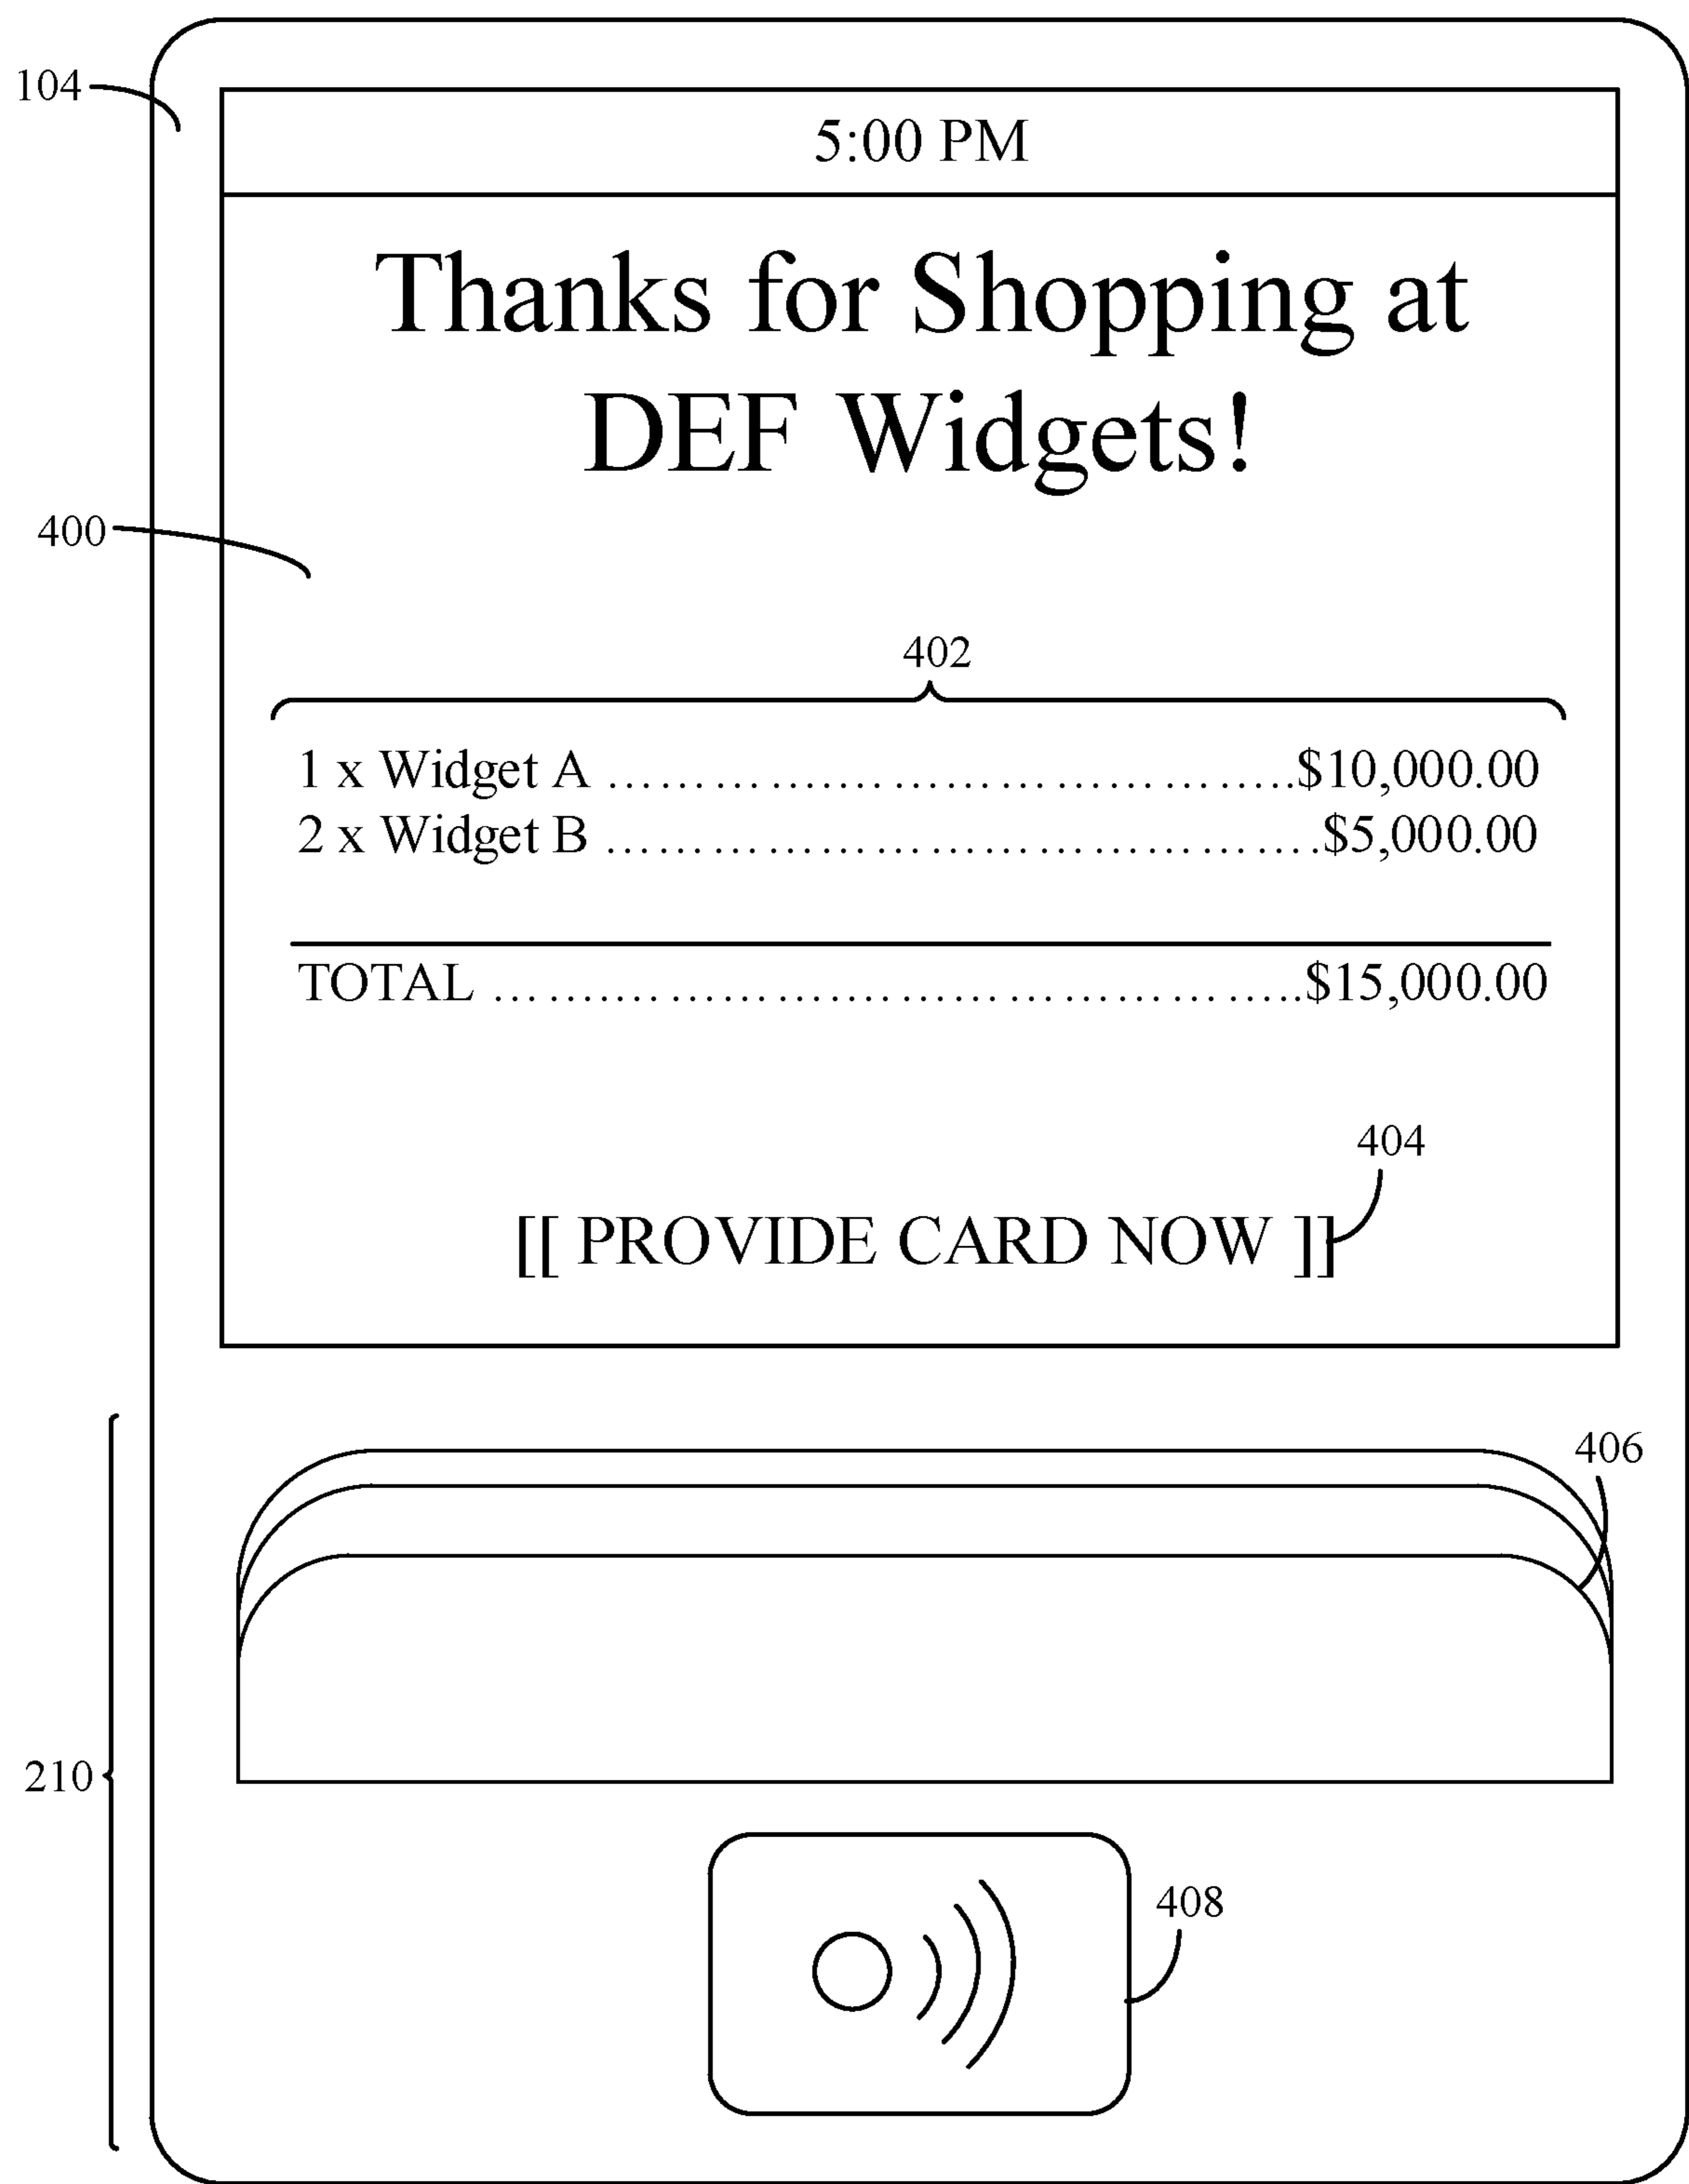 104
5:00 PM
Thanks for Shopping at
DEF Widgets!
400
402
1 x Widget A ........................................$10,000.00
2 x Widget B ........................................$5,000.00
TOTAL ........................................$15,000.00
404
[[ PROVIDE CARD NOW ]]
406
210
408